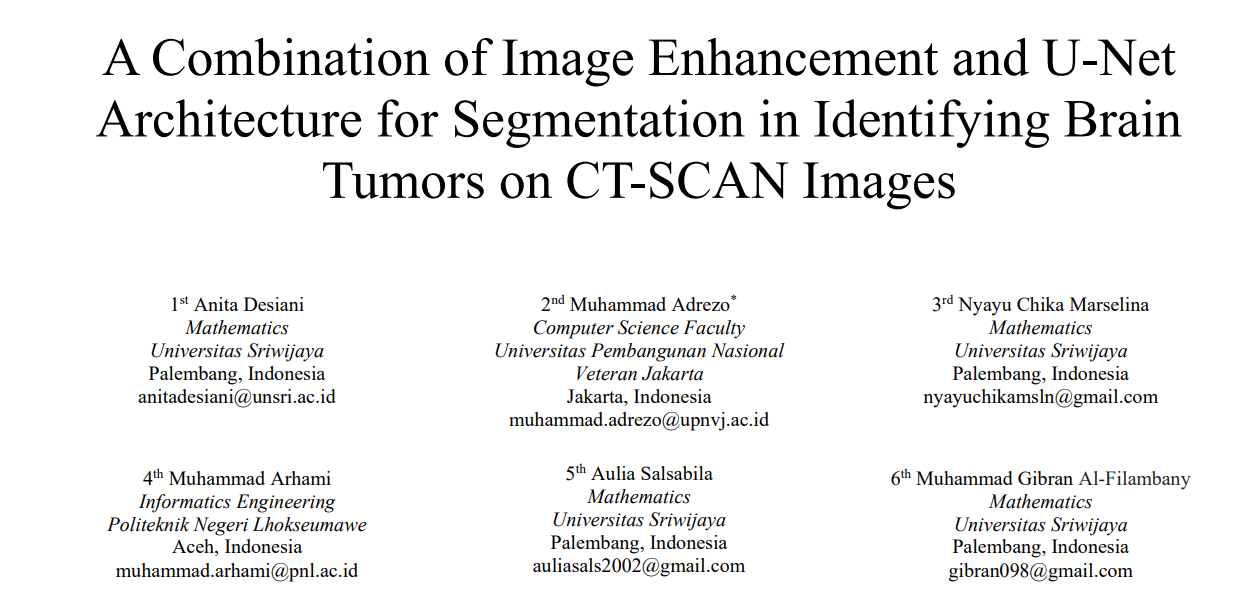 A Combination of Image Enhancement and U-Net
Architecture for Segmentation in Identifying Brain
Tumors on CT-SCAN Images
1st Anita Desiani
Mathematics
Universitas Sriwijaya
Palembang, Indonesia
anitadesiani@unsri.ac.id
2nd Muhammad Adrezo*
Computer Science Faculty
Universitas Pembangunan Nasional
Veteran Jakarta
Jakarta, Indonesia
muhammad.adrezo@upnvj.ac.id
3rd Nyayu Chika Marselina
Mathematics
Universitas Sriwijaya
Palembang, Indonesia
nyayuchikamsln@gmail.com
4th Muhammad Arhami
Informatics Engineering
Politeknik Negeri Lhokseumawe
Aceh, Indonesia
muhammad.arhami@pnl.ac.id
5th Aulia Salsabila
Mathematics
Universitas Sriwijaya
Palembang, Indonesia
auliasals2002@gmail.com
6th Muhammad Gibran Al-Filambany
Mathematics
Universitas Sriwijaya
Palembang, Indonesia
gibran098@gmail.com